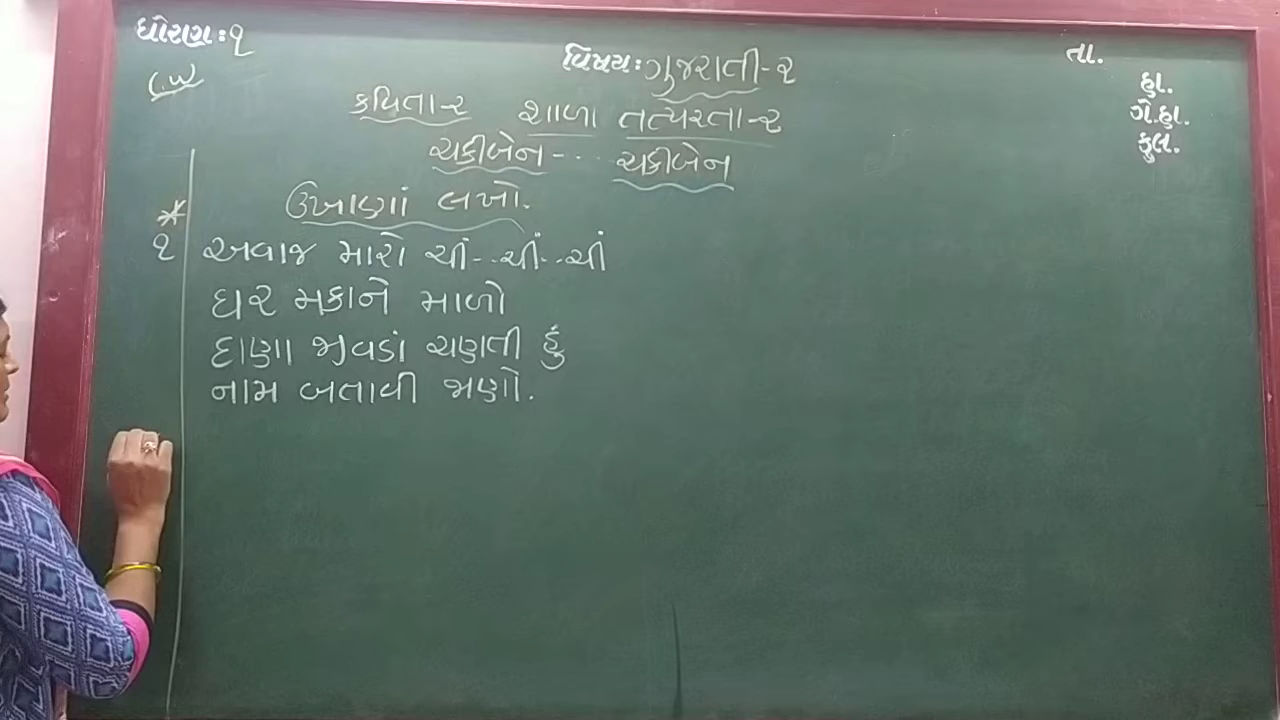 ધોરણ:૧
વિષય:ગુજરાતી-૨
તા.
C.W
હા.
ગે.હા.
કુલ.
કવિતા-૨ શાળા તત્પરતા-૨
ચકીબેન-... ચકીબેન
ઉખાણાં લખો.
*
૧ અવાજ મારો ચીં-..ચીં-..ચીં
ઘર મકાને માળો
દાણા જીવડાં ચણતી હું
નામ બતાવી જાણો.